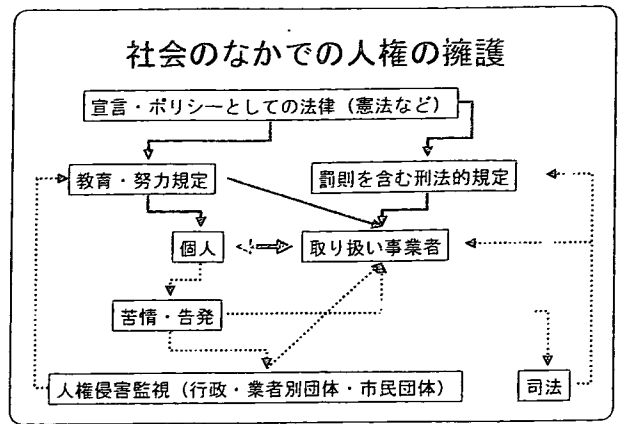 社会のなかでの人権の擁護
宣言・ポリシーとしての法律（憲法など）
教育・努力規定
罰則を含む刑法的規定
個人
取り扱い事業者
苦情・告発
人権侵害監視（行政・業者別団体・市民団体）
司法